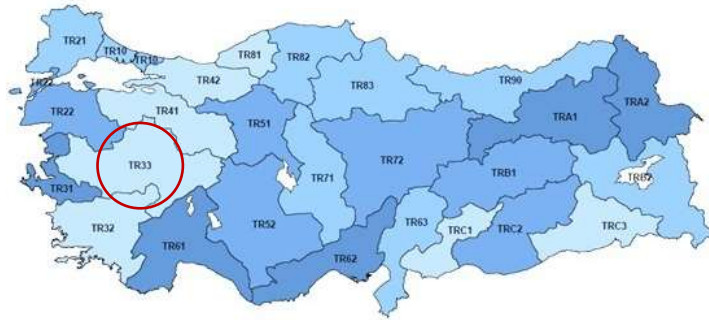 TR21
TR10
TR10
TR81
TR82
TR42
TR83
TR90
TRA2
TR22
TR22
TR41
TR51
TRA1
TR33
TR72
TRB1
TRB2
TR71
TR31
TR32
TR52
TR63
TRC1
TRC2
TRC3
TR61
TR62